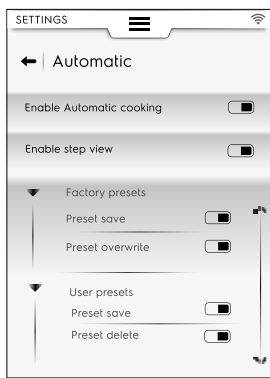 SETTINGS
Automatic
Enable Automatic cooking
Enable step view
Factory presets
Preset save
Preset overwrite
User presets
Preset save
Preset delete